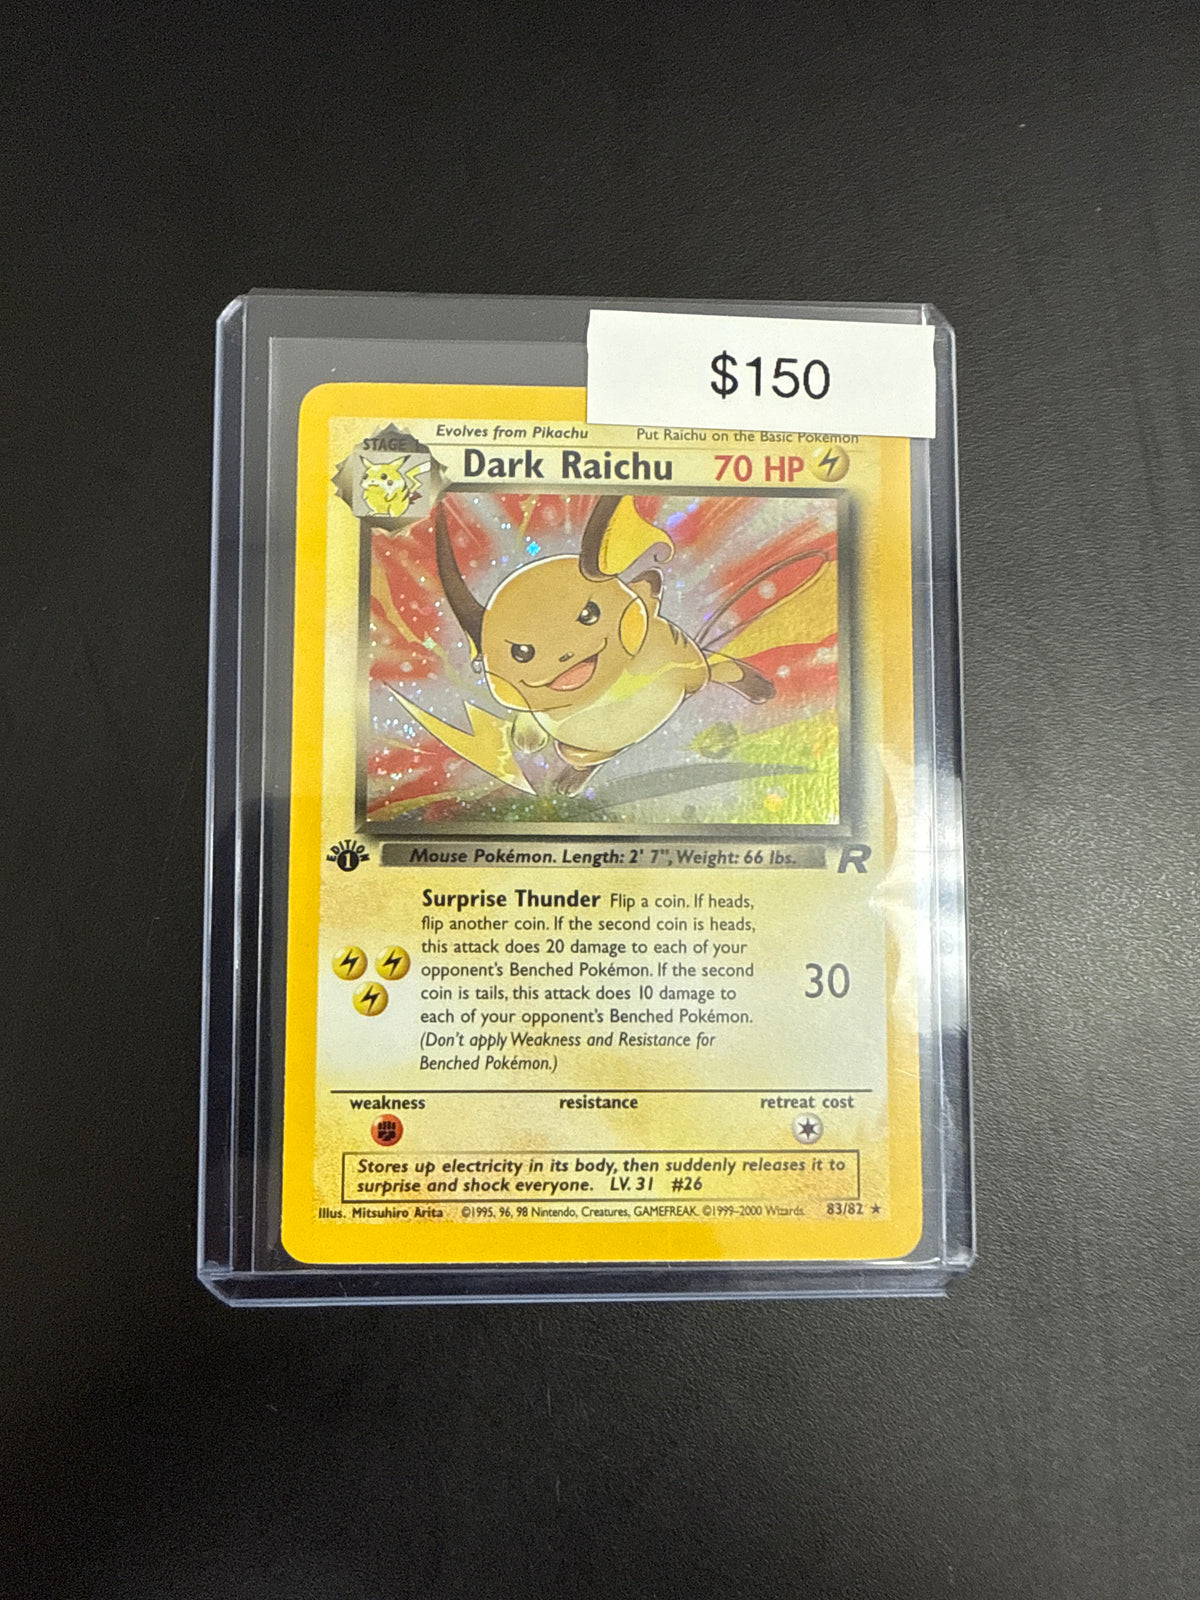 $150
Evolves from Pikachu Put Raichu on the Basic Pokémon
STAGE 1
Dark Raichu 70 HP
EDITION
1
Mouse Pokémon. Length: 2' 7", Weight: 66 lbs.
R
Surprise Thunder Flip a coin. If heads,
flip another coin. If the second coin is heads,
this attack does 20 damage to each of your
opponent's Benched Pokémon. If the second
coin is tails, this attack does 10 damage to
each of your opponent's Benched Pokémon.
(Don't apply Weakness and Resistance for
Benched Pokémon.)
30
weakness resistance retreat cost
Stores up electricity in its body, then suddenly releases it to
surprise and shock everyone. LV. 31 #26
Illus. Mitsuhiro Arita ©1995, 96, 98 Nintendo, Creatures, GAMEFREAK. ©1999–2000 Wizards. 83/82 ★